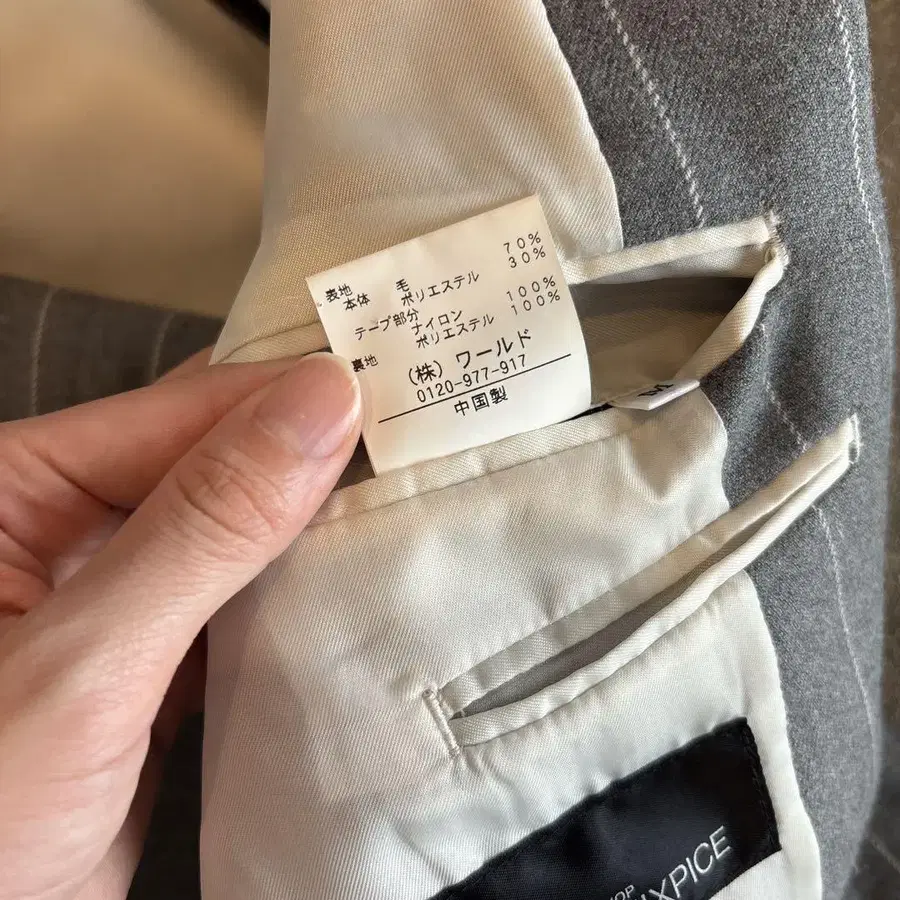 表地 毛 70%
本体 ポリエステル 30%
テープ部分
ナイロン 100%
裏地 ポリエステル 100%
(株) ワールド
0120-977-917
中国製
M
XPICE